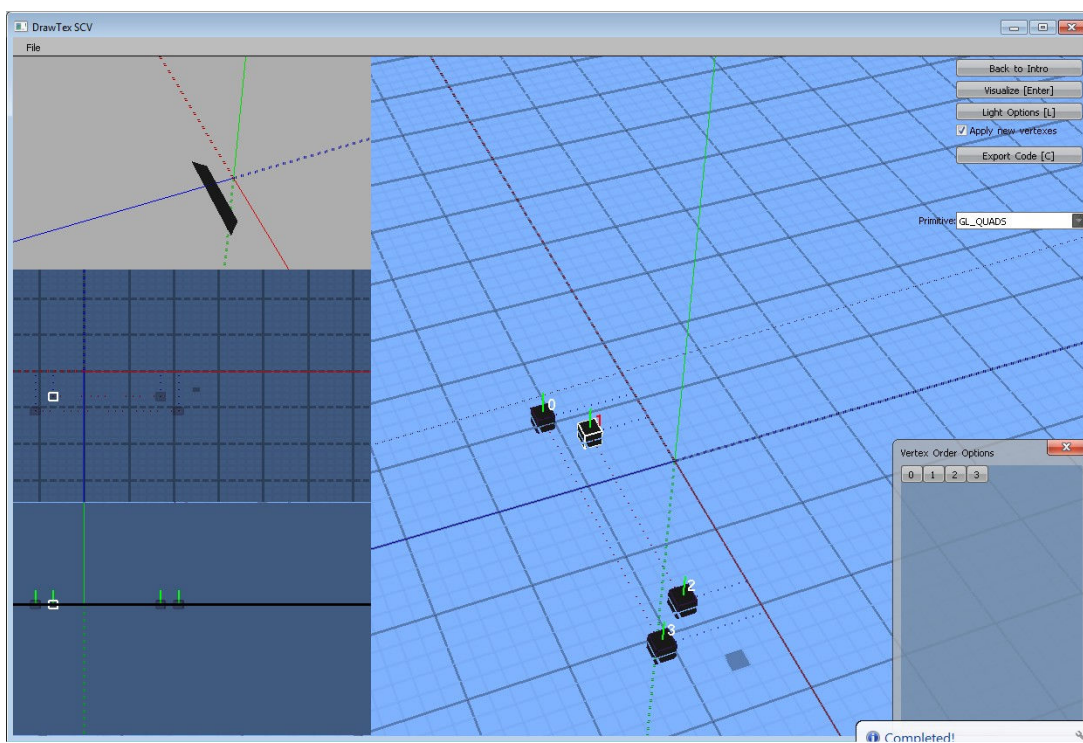 DrawTex SCV
File
Back to Intro
Visualize [Enter]
Light Options [L]
Apply new vertexes
Export Code [C]
Primitive: GL_QUADS
0
1
2
3
Vertex Order Options
0 1 2 3
Completed!